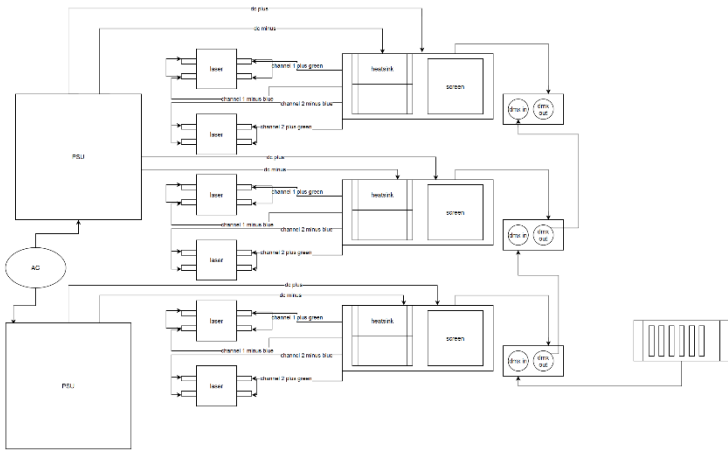 dc plus
dc minus
laser
channel 1 plus green
heatsink
screen
channel 1 minus blue
channel 2 minus blue
dmx in
dmx out
laser
channel 2 plus green
PSU
dc plus
dc minus
laser
channel 1 plus green
heatsink
screen
channel 1 minus blue
channel 2 minus blue
dmx in
dmx out
laser
channel 2 plus green
AC
dc plus
dc minus
laser
channel 1 plus green
heatsink
screen
channel 1 minus blue
channel 2 minus blue
dmx in
dmx out
laser
channel 2 plus green
PSU